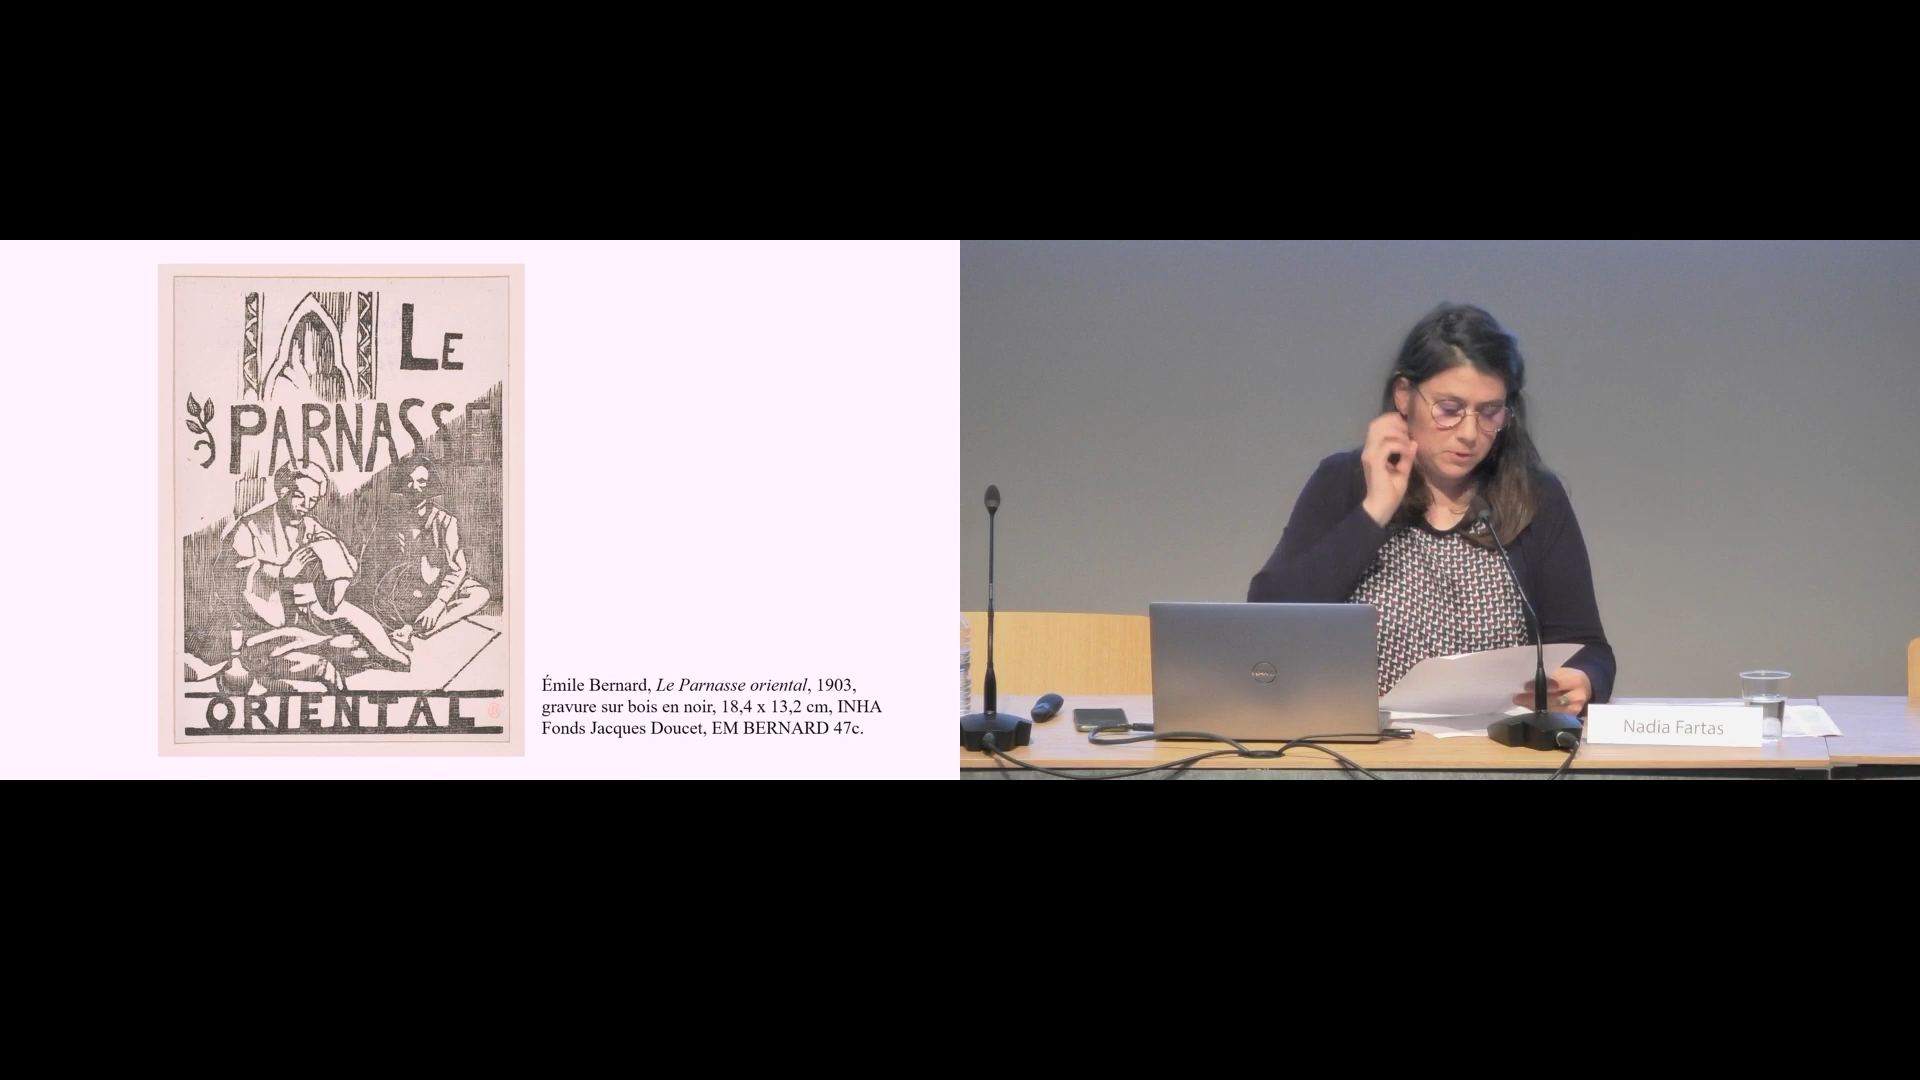 LE
PARNASSE
ORIENTAL
Émile Bernard, Le Parnasse oriental, 1903,
gravure sur bois en noir, 18,4 x 13,2 cm, INHA
Fonds Jacques Doucet, EM BERNARD 47c.
DELL
Nadia Fartas